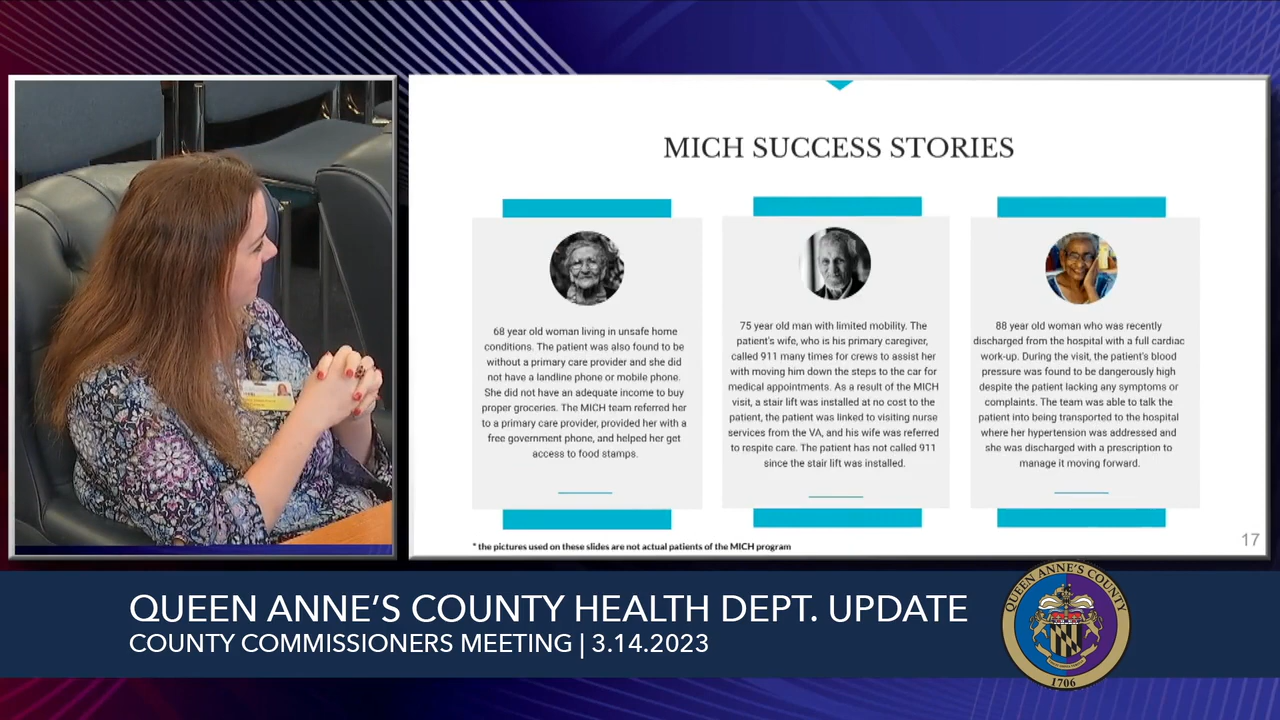 MICH SUCCESS STORIES
68 year old woman living in unsafe home
conditions. The patient was also found to be
without a primary care provider and she did
not have a landline phone or mobile phone.
She did not have an adequate income to buy
proper groceries. The MICH team referred her
to a primary care provider, provided her with a
free government phone, and helped her get
access to food stamps.
75 year old man with limited mobility. The
patient's wife, who is his primary caregiver,
called 911 many times for crews to assist her
with moving him down the steps to the car for
medical appointments. As a result of the MICH
visit, a stair lift was installed at no cost to the
patient, the patient was linked to visiting nurse
services from the VA, and his wife was referred
to respite care. The patient has not called 911
since the stair lift was installed.
88 year old woman who was recently
discharged from the hospital with a full cardiac
work-up. During the visit, the patient's blood
pressure was found to be dangerously high
despite the patient lacking any symptoms or
complaints. The team was able to talk the
patient into being transported to the hospital
where her hypertension was addressed and
she was discharged with a prescription to
manage it moving forward.
* the pictures used on these slides are not actual patients of the MICH program
17
QUEEN ANNE'S COUNTY HEALTH DEPT. UPDATE
COUNTY COMMISSIONERS MEETING | 3.14.2023
QUEEN ANNE'S COUNTY
1706